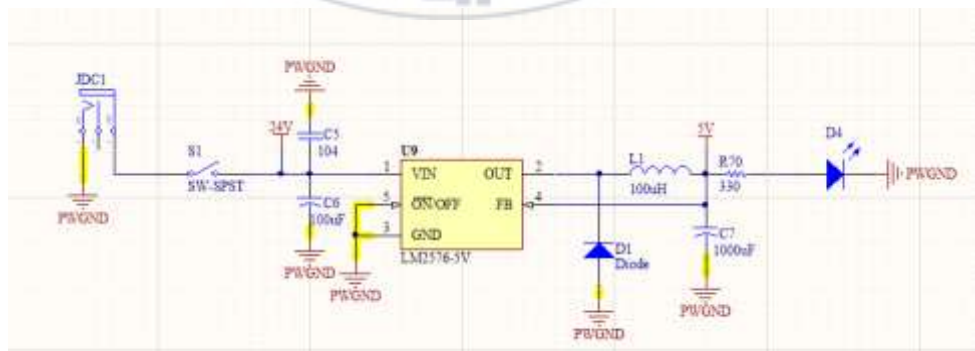 JDC1
PWGND
S1
SW-SPST
24V
PWGND
C5
104
C6
100uF
PWGND
U9
1 VIN OUT 2
5 ON/OFF FB 4
3 GND
LM2576-5V
PWGND
L1
100uH
D1
Diode
PWGND
5V
R70
330
C7
1000uF
PWGND
D4
PWGND